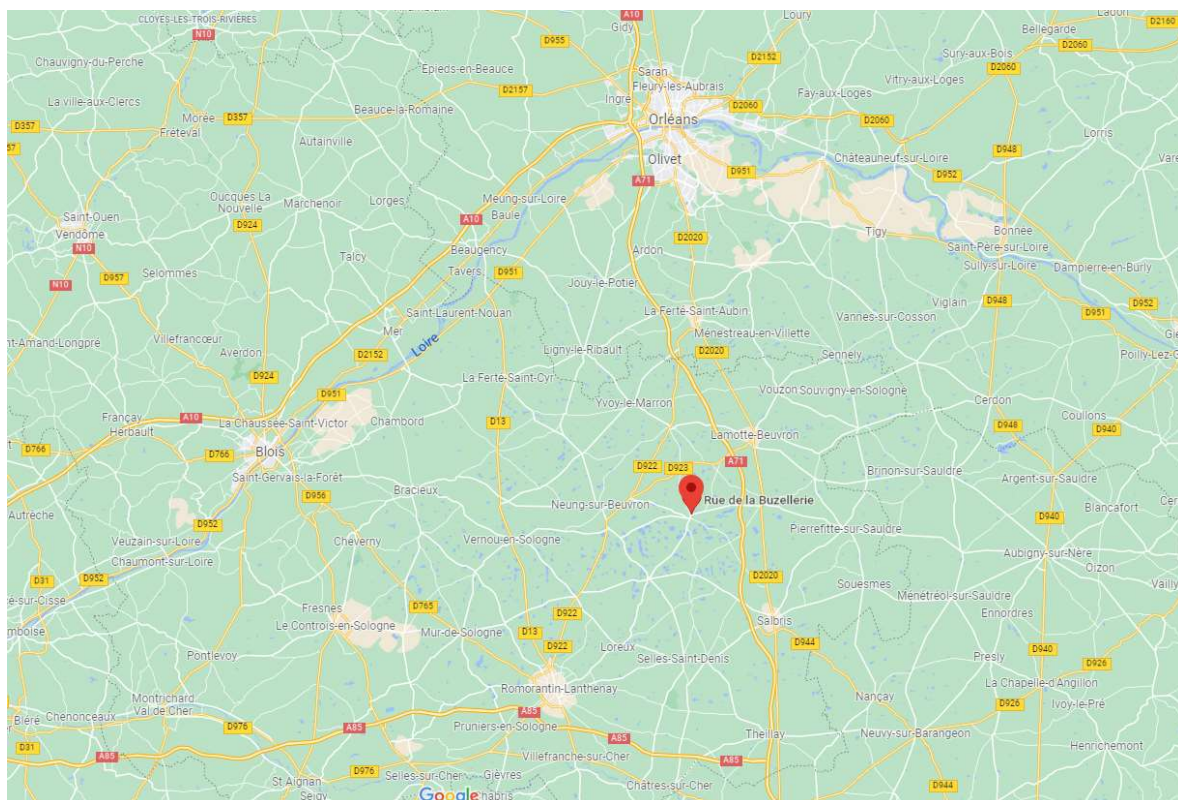 CLOYES-LES-TROIS-RIVIÈRES
A10
Gidy
Loury
Ladon
D2160
N10
D955
Bellegarde
D2060
Chauvigny-du-Perche
Epieds-en-Beauce
Saran
D2152
Sury-aux-Bois
Fleury-les-Aubrais
D2060
Vitry-aux-Loges
La ville-aux-Clercs
D2157
Ingré
Fay-aux-Loges
Beauce-la-Romaine
D2060
Morée
D357
Orléans
D2060
D357
Fréteval
Lorris
Autainville
D948
Olivet
Châteauneuf-sur-Loire
D951
D952
A71
Oucques La
Nouvelle
Marchenoir
Lorges
Meung-sur-Loire
Baule
Saint-Ouen
Vendôme
D924
A10
Tigy
Bonnée
N10
D2020
Saint-Père-sur-Loire
Beaugency
Ardon
Talcy
Sully-sur-Loire
Dampierre-en-Burly
D957
Selommes
Tavers
D951
N10
Jouy-le-Potier
D948
D952
Viglain
Saint-Laurent-Nouan
La Ferté-Saint-Aubin
Vannes-sur-Cosson
D951
Mer
Villefrancœur
Ménestreau-en-Villette
Loire
Ligny-le-Ribault
D2020
Sennely
Averdon
D2152
Poilly-Lez-G
D924
La Ferté-Saint-Cyr
Vouzon
Souvigny-en-Sologne
D951
Yvoy-le-Marron
Cerdon
Françay
A10
Coullons
Herbault
La Chaussée-Saint-Victor
Chambord
D13
D948
D940
Lamotte-Beuvron
D766
D766
Blois
D922
D923
A71
Brinon-sur-Sauldre
Saint-Gervais-la-Forêt
Argent-sur-Sauldre
Bracieux
D956
Rue de la Buzellerie
Neung-sur-Beuvron
Blancafort
Autrèche
D952
D940
Veuzain-sur-Loire
Cheverny
Vernou-en-Sologne
Pierrefitte-sur-Sauldre
Chaumont-sur-Loire
Aubigny-sur-Nère
Oizon
D31
D952
D2020
Souesmes
Vailly
Ménétréol-sur-Sauldre
Fresnes
D765
D922
Ennordres
Le Controis-en-Sologne
Salbris
Mur-de-Sologne
D13
D944
D940
D922
Loreux
Pontlevoy
Selles-Saint-Denis
Presly
D926
La Chapelle-d'Angillon
Romorantin-Lanthenay
Nançay
Montrichard
Val de Cher
D926
Ivoy-le-Pré
Bléré
Chenonceaux
D976
A85
A85
Pruniers-en-Sologne
Theillay
Neuvy-sur-Barangeon
D31
A85
A85
Henrichemont
A85
Villefranche-sur-Cher
D976
St Aignan
Selles-sur-Cher
Gièvres
Châtres-sur-Cher
D944
Google